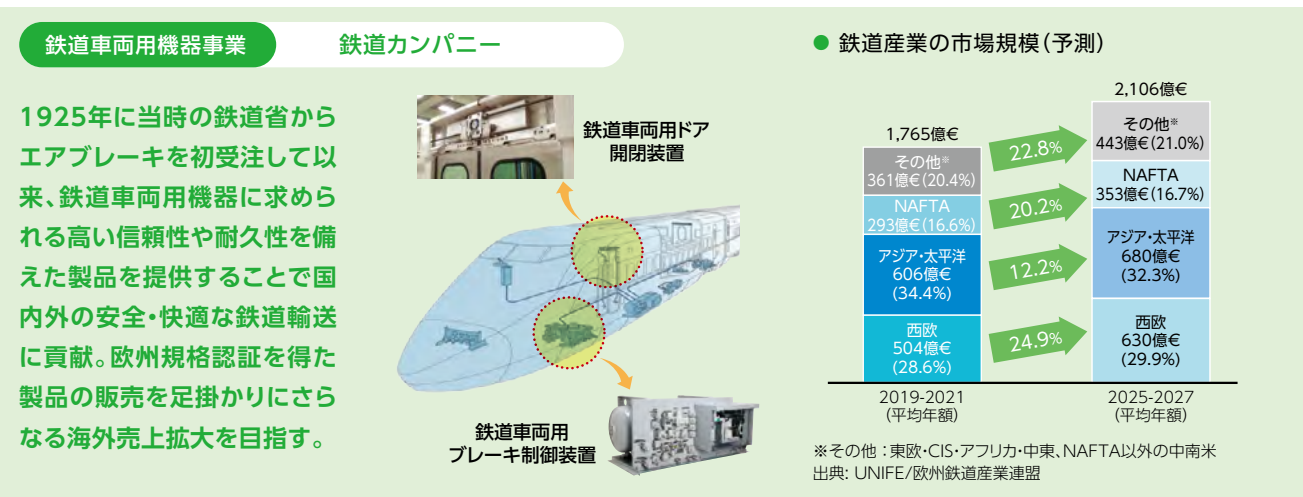 鉄道車両用機器事業
鉄道カンパニー
1925年に当時の鉄道省から
エアブレーキを初受注して以
来、鉄道車両用機器に求めら
れる高い信頼性や耐久性を備
えた製品を提供することで国
内外の安全・快適な鉄道輸送
に貢献。欧州規格認証を得た
製品の販売を足掛かりにさら
なる海外売上拡大を目指す。
鉄道車両用ドア
開閉装置
鉄道車両用
ブレーキ制御装置
● 鉄道産業の市場規模（予測）
1,765億€
その他※
361億€（20.4%）
NAFTA
293億€（16.6%）
アジア・太平洋
606億€
（34.4%）
西欧
504億€
（28.6%）
2019-2021
（平均年額）
22.8%
20.2%
12.2%
24.9%
2,106億€
その他※
443億€（21.0%）
NAFTA
353億€（16.7%）
アジア・太平洋
680億€
（32.3%）
西欧
630億€
（29.9%）
2025-2027
（平均年額）
※その他：東欧・CIS・アフリカ・中東、NAFTA以外の中南米
出典: UNIFE/欧州鉄道産業連盟